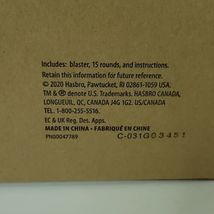 Includes: blaster, 15 rounds, and instructions.
Retain this information for future reference.
© 2020 Hasbro, Pawtucket, RI 02861-1059 USA.
TM & ® denote U.S. Trademarks. HASBRO CANADA,
LONGUEUIL, QC, CANADA J4G 1G2. US/CANADA
TEL. 1-800-255-5516.
EC & UK Reg. Des. Apps.
MADE IN CHINA - FABRIQUÉ EN CHINE
PN00047789
C-031G03451